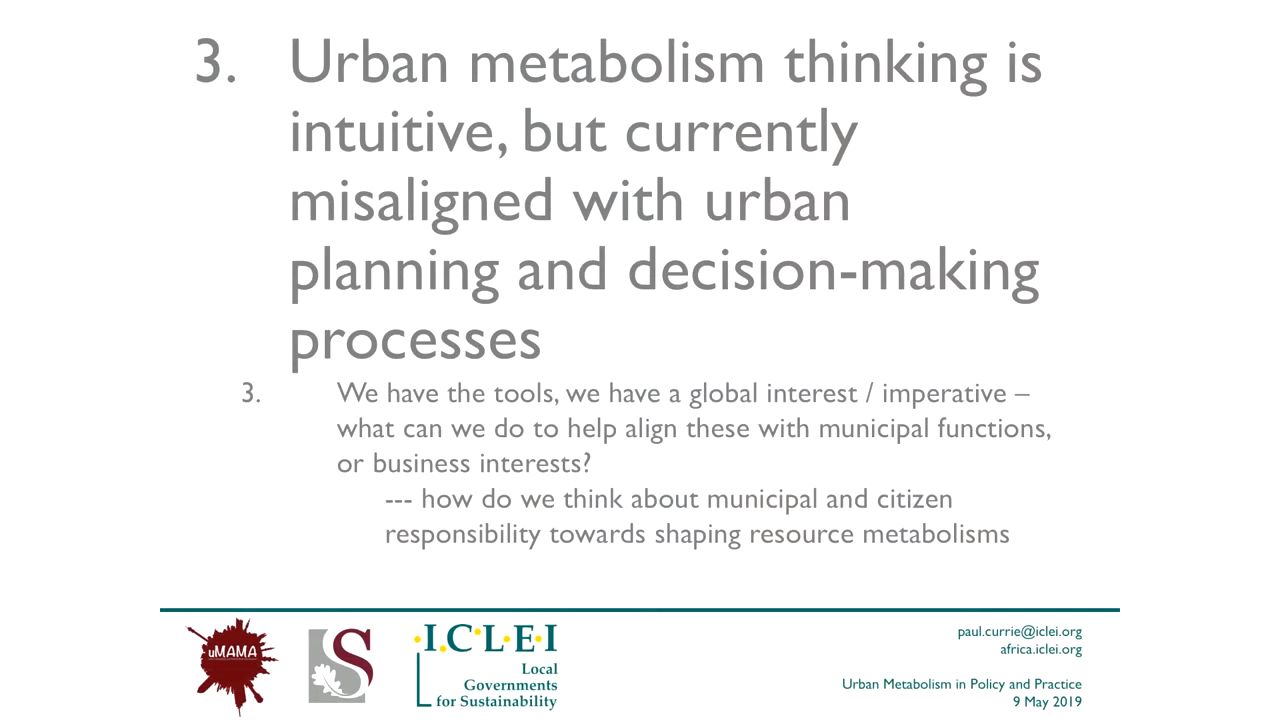 3. Urban metabolism thinking is
intuitive, but currently
misaligned with urban
planning and decision-making
processes
3. We have the tools, we have a global interest / imperative –
what can we do to help align these with municipal functions,
or business interests?
--- how do we think about municipal and citizen
responsibility towards shaping resource metabolisms
uMAMA
S
·I.C·L·E·I
Local
Governments
for Sustainability
paul.currie@iclei.org
africa.iclei.org
Urban Metabolism in Policy and Practice
9 May 2019